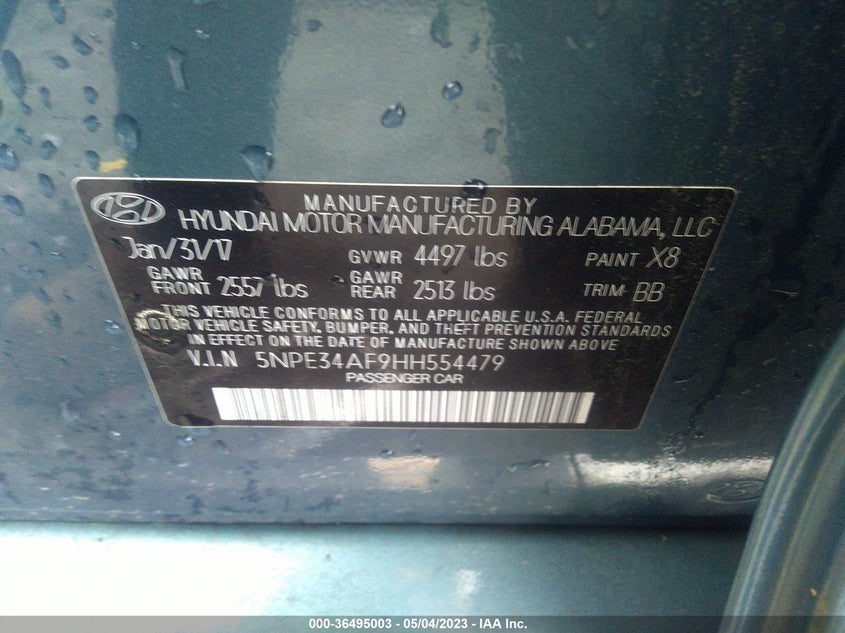 MANUFACTURED BY
HYUNDAI MOTOR MANUFACTURING ALABAMA, LLC
Jan/31/17 GVWR 4497 lbs PAINT X8
GAWR FRONT 2557 lbs GAWR REAR 2513 lbs TRIM BB
THIS VEHICLE CONFORMS TO ALL APPLICABLE U.S.A. FEDERAL
MOTOR VEHICLE SAFETY, BUMPER, AND THEFT PREVENTION STANDARDS
IN EFFECT ON THE DATE OF MANUFACTURE SHOWN ABOVE.
V.I.N 5NPE34AF9HH554479
PASSENGER CAR
000-36495003 - 05/04/2023 - IAA Inc.